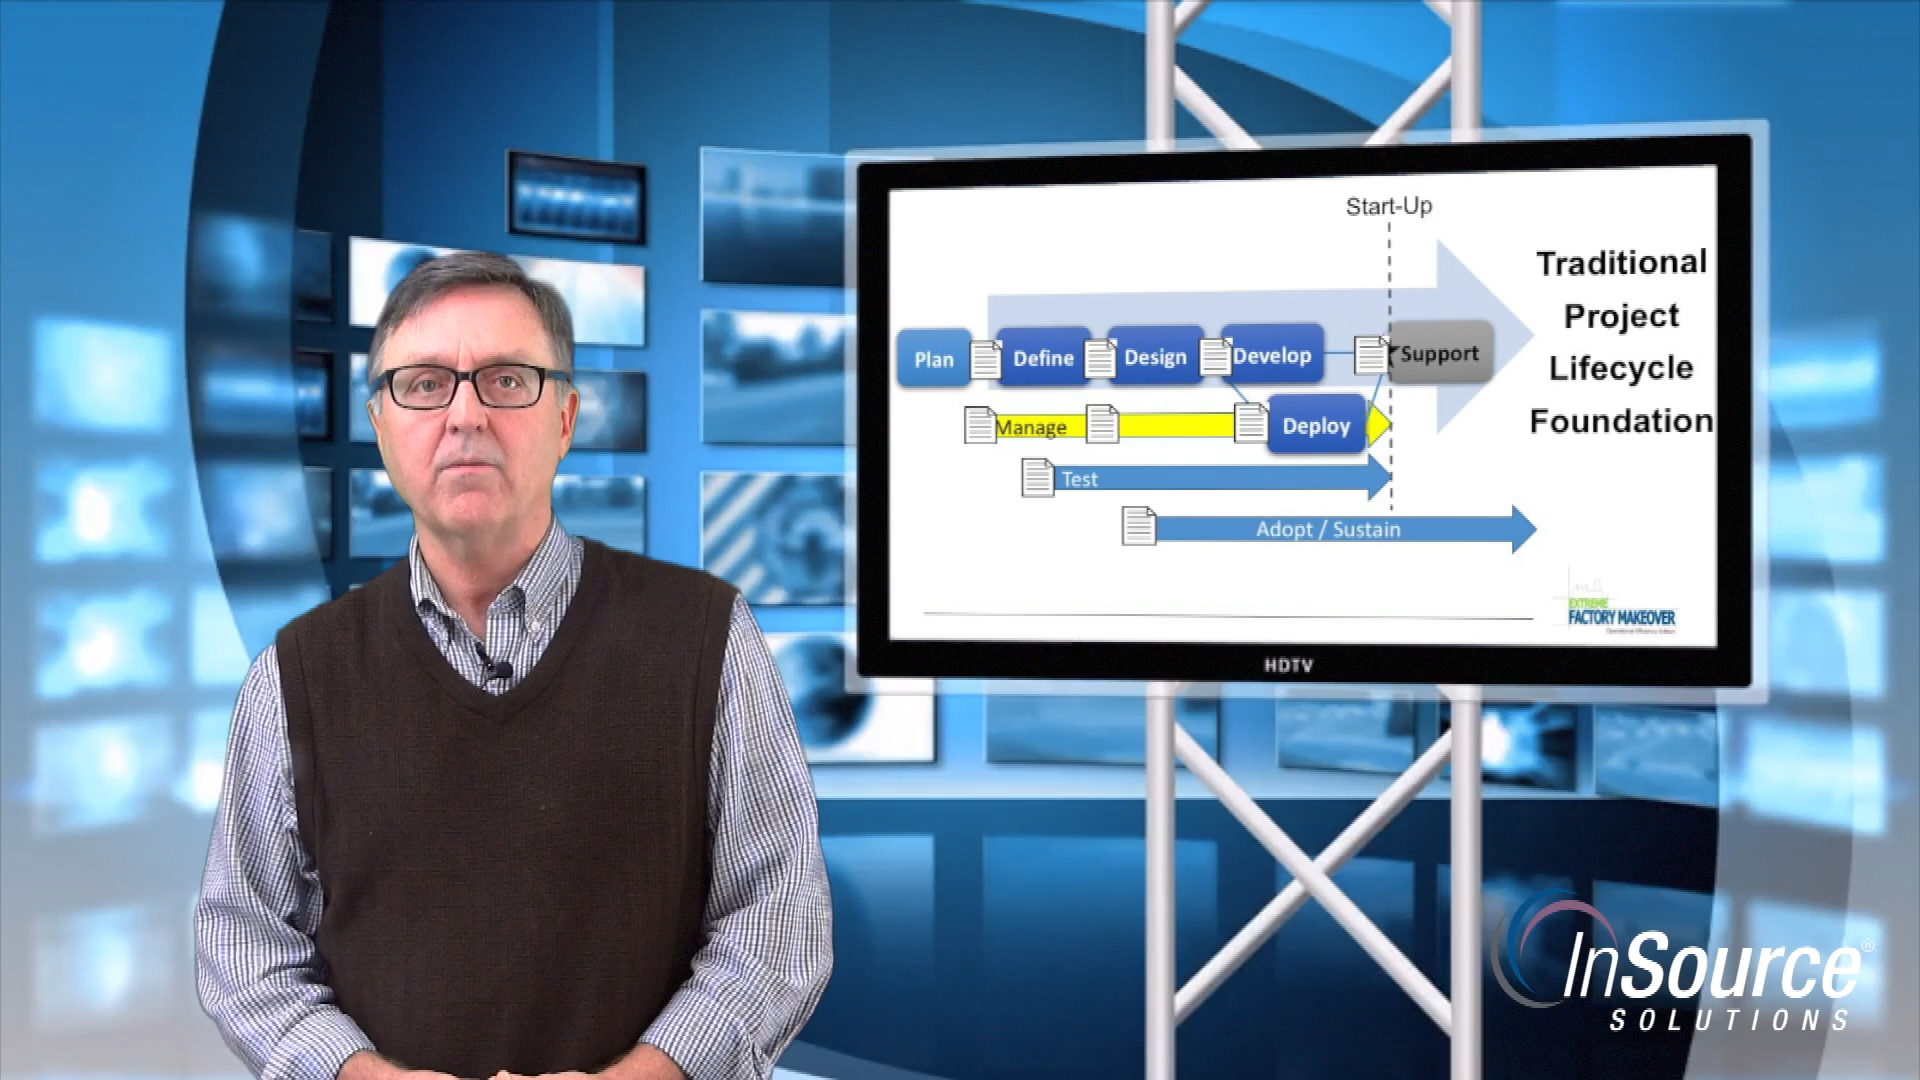 Start-Up
Traditional
Project
Lifecycle
Foundation
Plan
Define
Design
Develop
Support
Manage
Deploy
Test
Adopt / Sustain
EXTREME
FACTORY MAKEOVER
HDTV
InSource®
SOLUTIONS